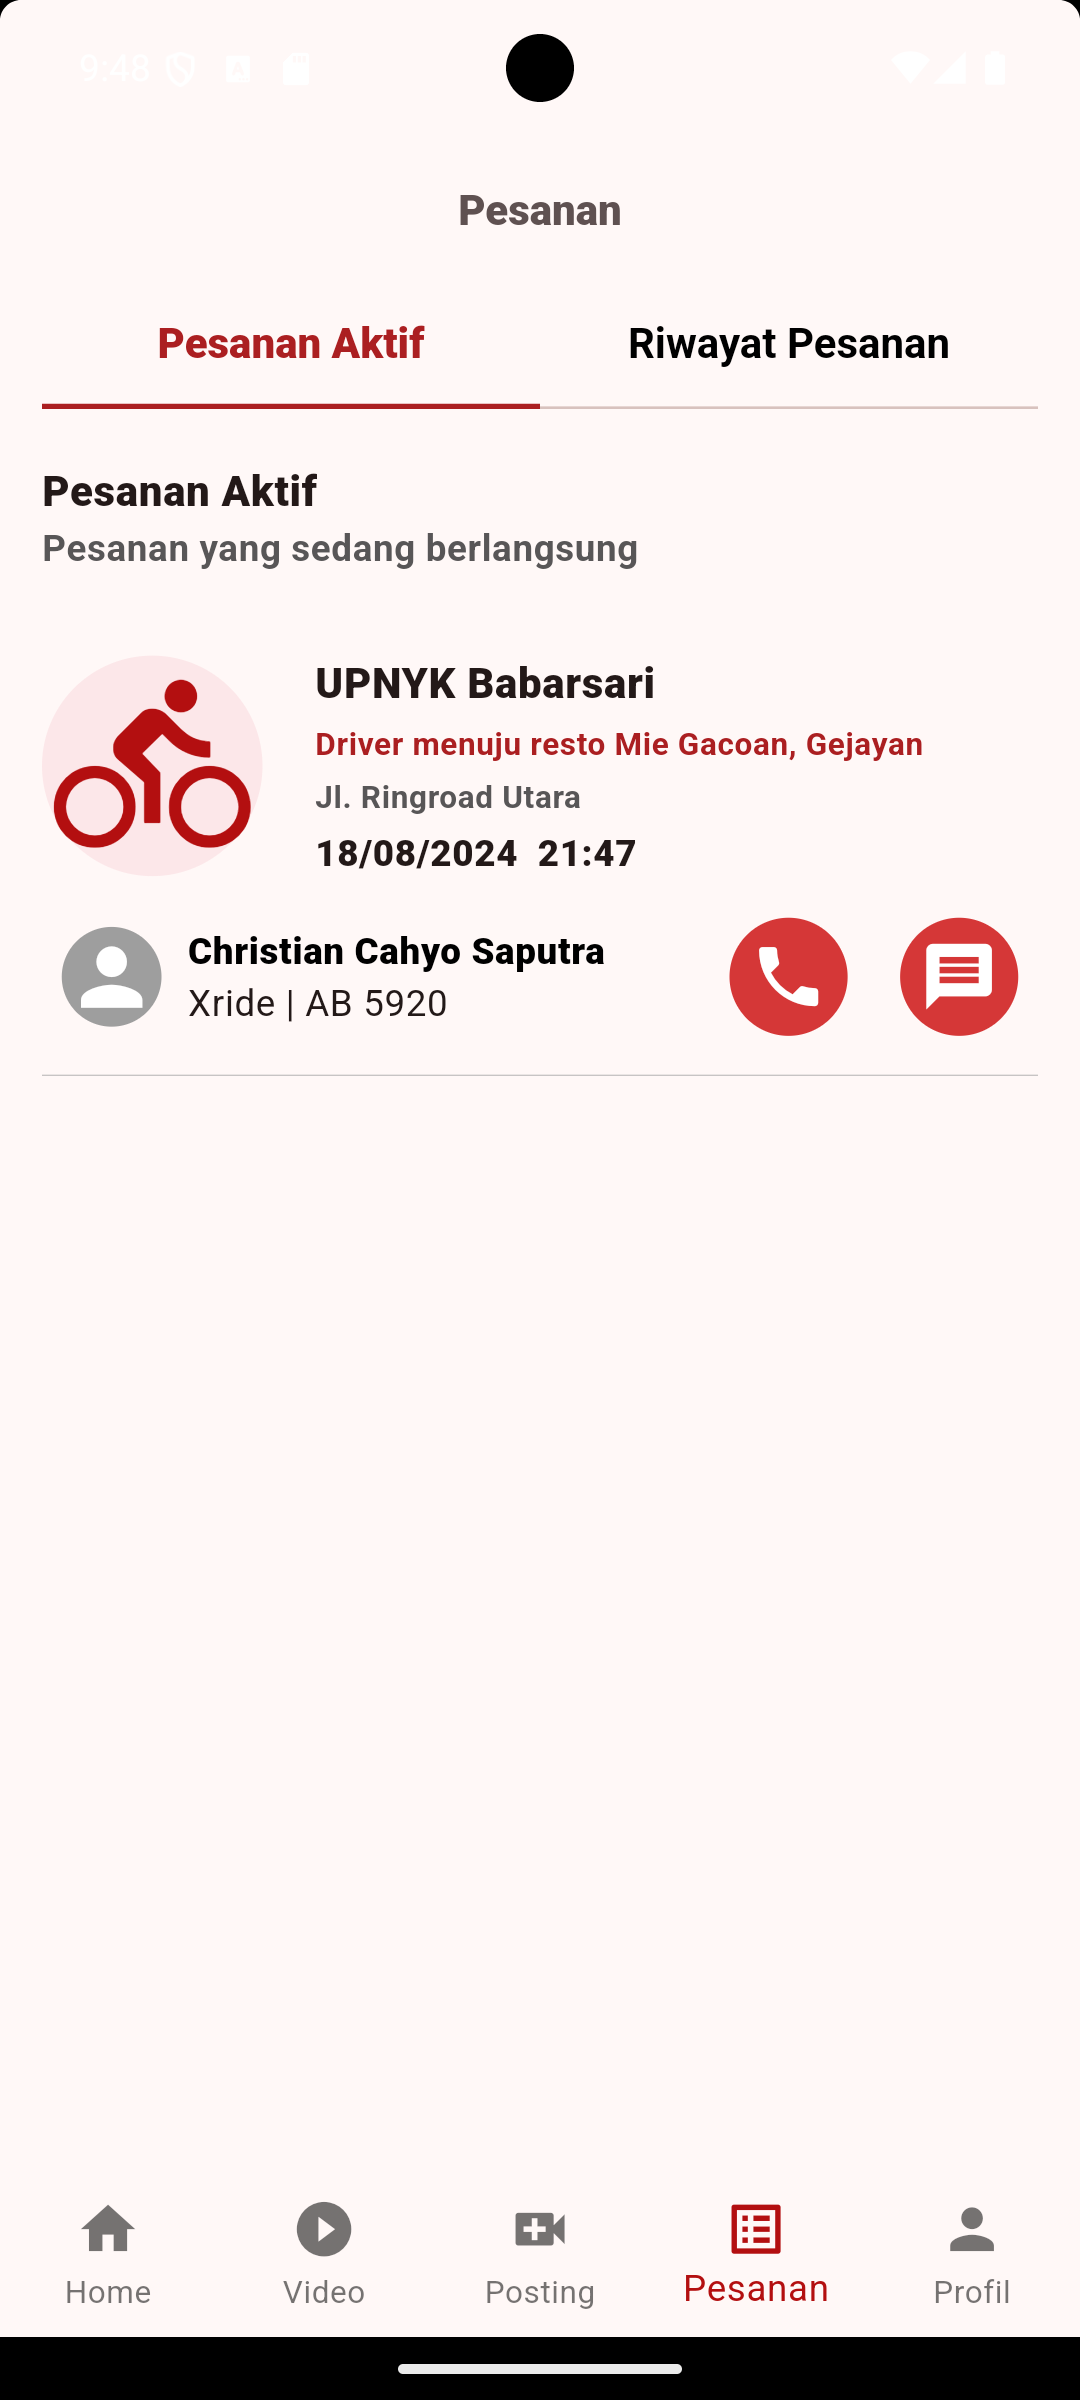 9:48
Pesanan
Pesanan Aktif
Riwayat Pesanan
Pesanan Aktif
Pesanan yang sedang berlangsung
UPNYK Babarsari
Driver menuju resto Mie Gacoan, Gejayan
Jl. Ringroad Utara
18/08/2024 21:47
Christian Cahyo Saputra
Xride | AB 5920
Home
Video
Posting
Pesanan
Profil